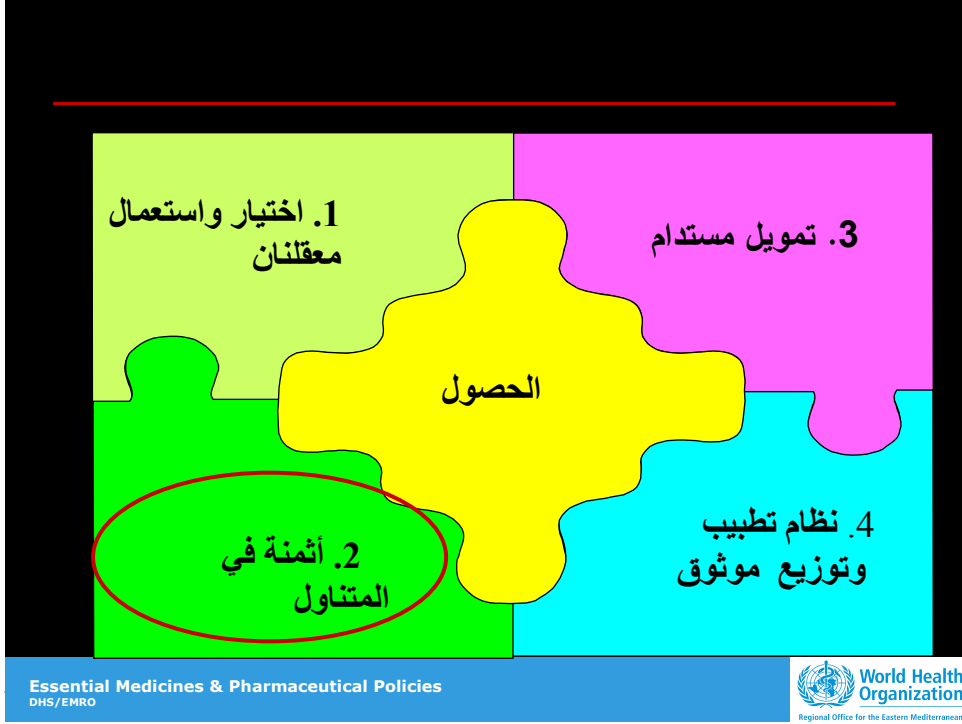 1. اختيار واستعمال
معقلنان
3. تمويل مستدام
الحصول
2. أثمنة في
المتناول
4. نظام تطبيب
وتوزيع موثوق
Essential Medicines & Pharmaceutical Policies
DHS/EMRO
World Health
Organization
Regional Office for the Eastern Mediterranean